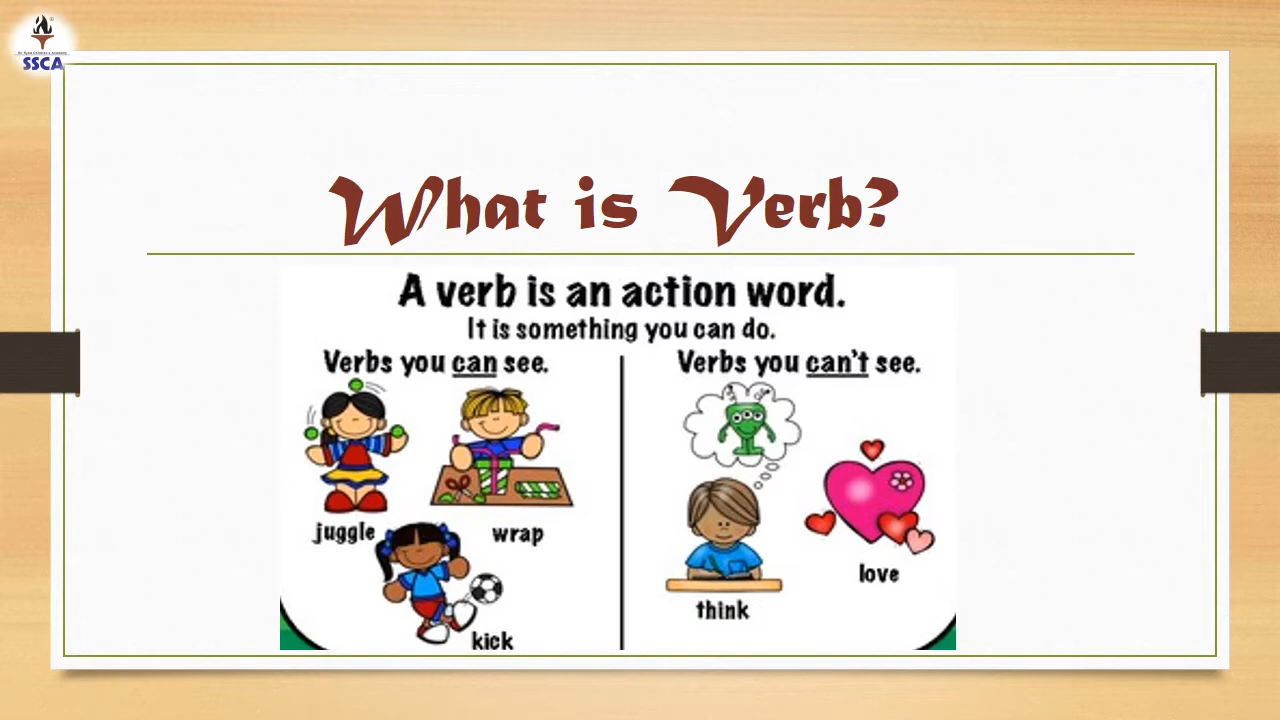 SSCA
What is Verb?
A verb is an action word.
It is something you can do.
Verbs you can see.
juggle
wrap
kick
Verbs you can't see.
think
love